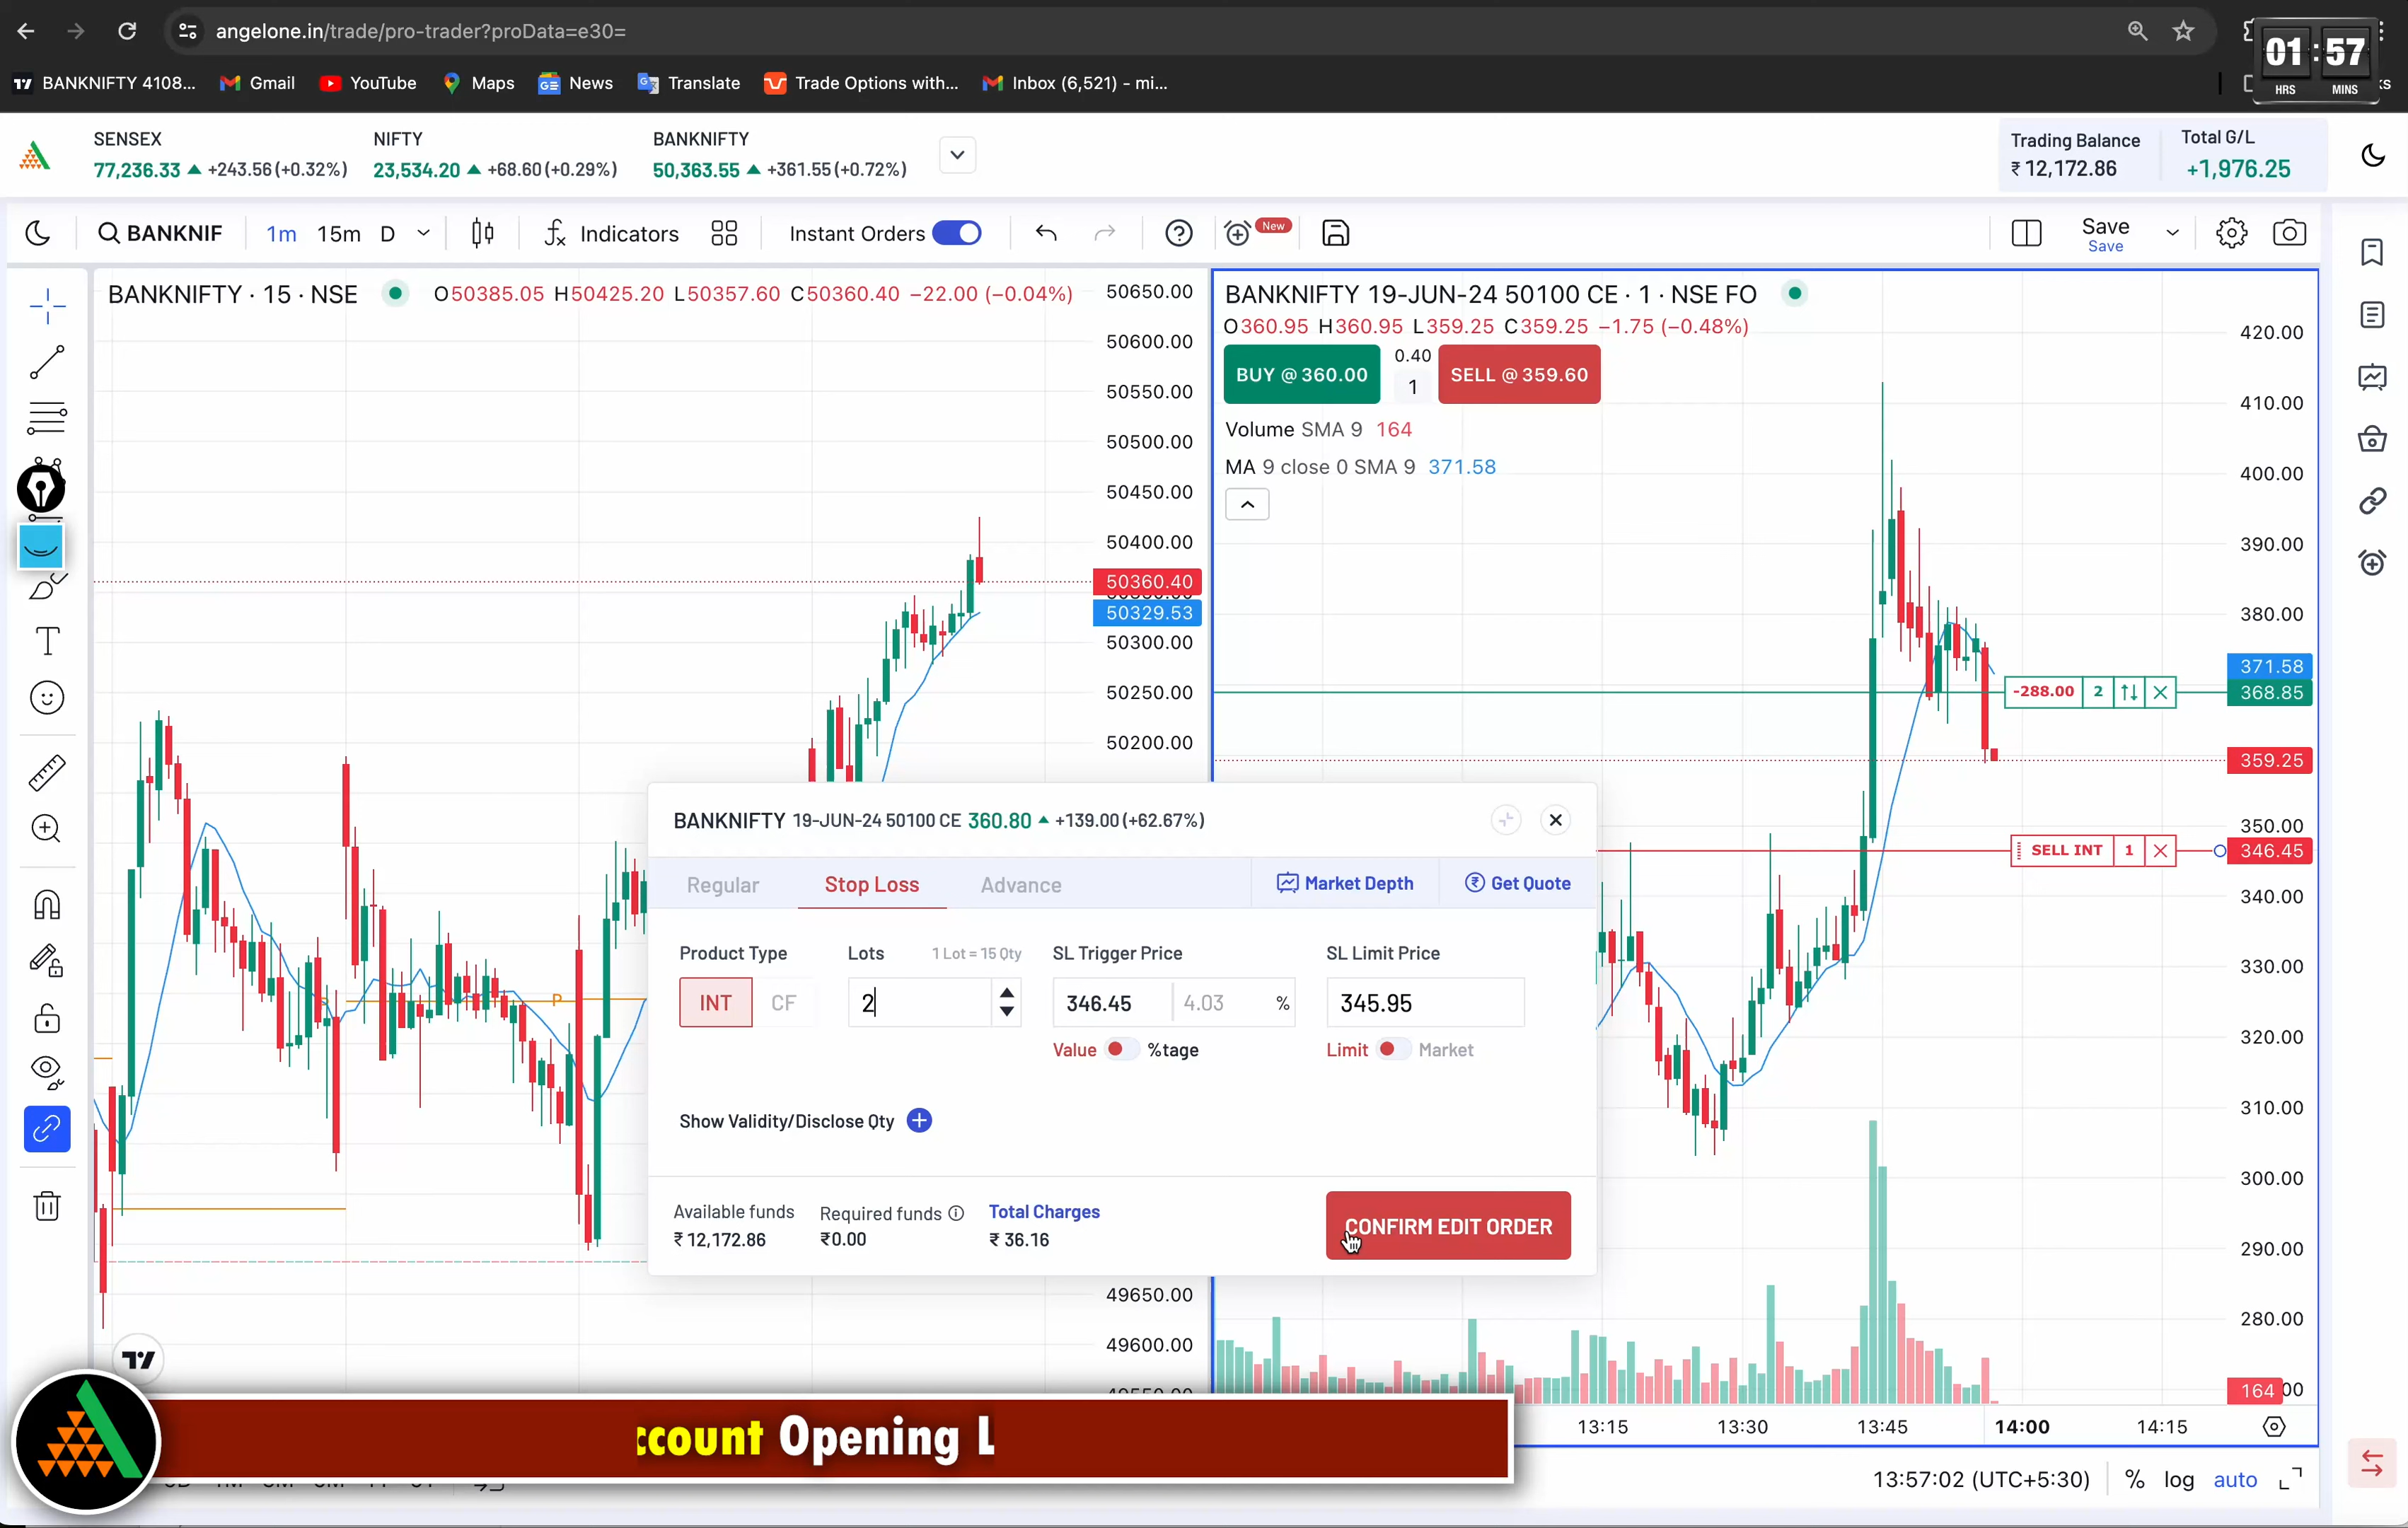 angelone.in/trade/pro-trader?proData=e30=
01:57
HRS MINS
BANKNIFTY 4108... Gmail YouTube Maps News Translate Trade Options with... Inbox (6,521) - mi...
SENSEX
77,236.33 +243.56(+0.32%)
NIFTY
23,534.20 +68.60(+0.29%)
BANKNIFTY
50,363.55 +361.55(+0.72%)
Trading Balance
₹ 12,172.86
Total G/L
+1,976.25
BANKNIF 1m 15m D Indicators Instant Orders New Save
Save
BANKNIFTY · 15 · NSE O50385.05 H50425.20 L50357.60 C50360.40 −22.00 (−0.04%)
50650.00
50600.00
50550.00
50500.00
50450.00
50400.00
50360.40
50329.53
50300.00
50250.00
50200.00
49650.00
49600.00
P
T
BANKNIFTY 19-JUN-24 50100 CE · 1 · NSE FO
O360.95 H360.95 L359.25 C359.25 −1.75 (−0.48%)
BUY @ 360.00 0.40 1 SELL @ 359.60
Volume SMA 9 164
MA 9 close 0 SMA 9 371.58
420.00
410.00
400.00
390.00
380.00
371.58
-288.00 2 368.85
359.25
350.00
SELL INT 1 346.45
340.00
330.00
320.00
310.00
300.00
290.00
280.00
164
BANKNIFTY 19-JUN-24 50100 CE 360.80 +139.00(+62.67%)
Regular Stop Loss Advance Market Depth Get Quote
Product Type Lots 1 Lot = 15 Qty SL Trigger Price SL Limit Price
INT CF 2 346.45 4.03 % 345.95
Value %tage Limit Market
Show Validity/Disclose Qty
Available funds Required funds Total Charges
₹ 12,172.86 ₹0.00 ₹ 36.16
CONFIRM EDIT ORDER
13:15 13:30 13:45 14:00 14:15
ccount Opening L
13:57:02 (UTC+5:30) % log auto